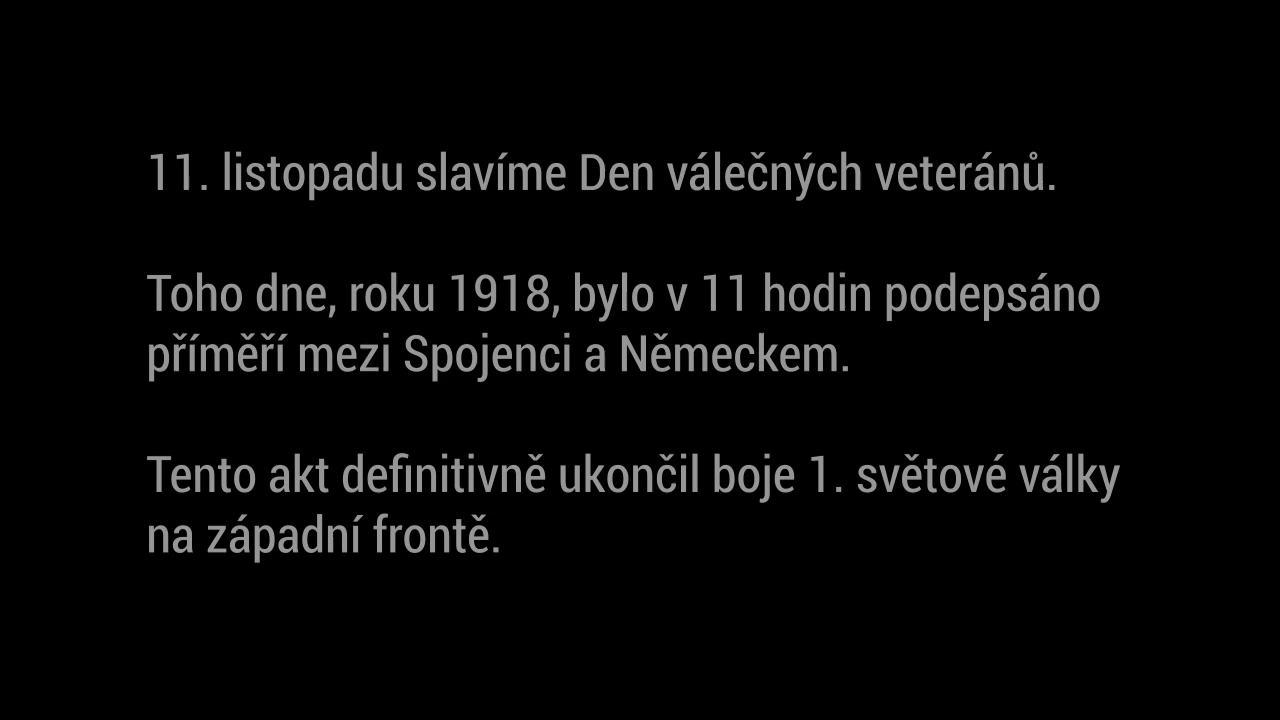 11. listopadu slavíme Den válečných veteránů.
Toho dne, roku 1918, bylo v 11 hodin podepsáno
příměří mezi Spojenci a Německem.
Tento akt definitivně ukončil boje 1. světové války
na západní frontě.